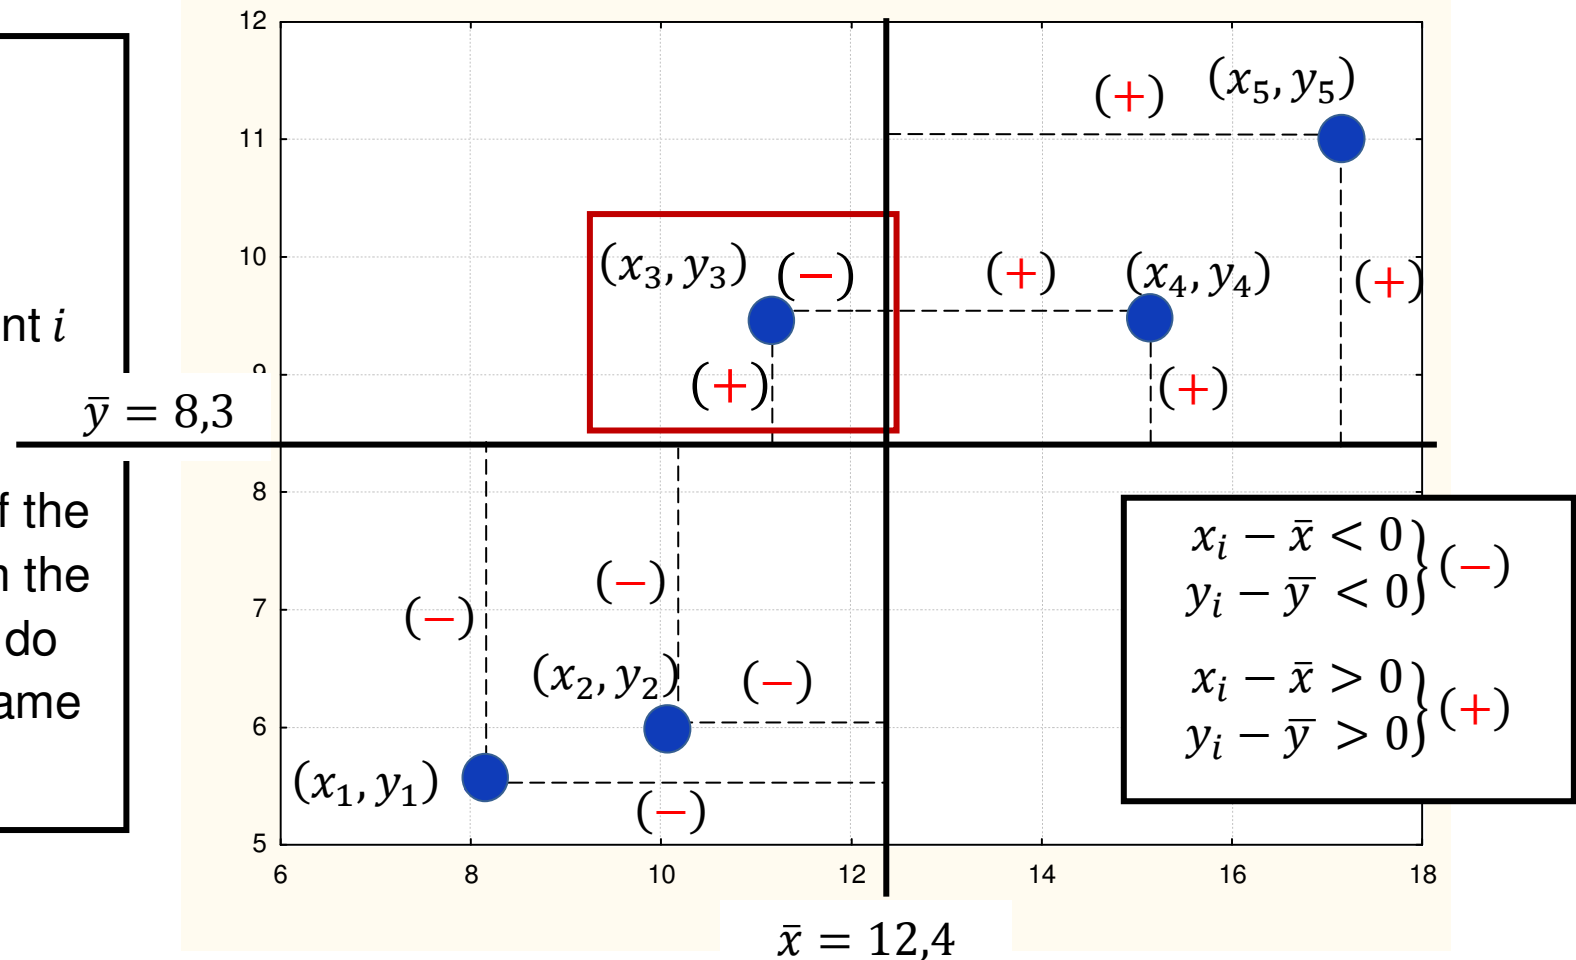 12
(x₅, y₅)
(+)
11
10
(x₃, y₃)
(−)
(+)
(x₄, y₄)
(+)
nt i
(+)
(+)
ȳ = 8,3
8
f the
n the
do
ame
x_i − x̄ < 0
y_i − ȳ < 0
(−)
x_i − x̄ > 0
y_i − ȳ > 0
(+)
7
(−)
(−)
(x₂, y₂)
(−)
6
(x₁, y₁)
(−)
5
6 8 10 12 14 16 18
x̄ = 12,4